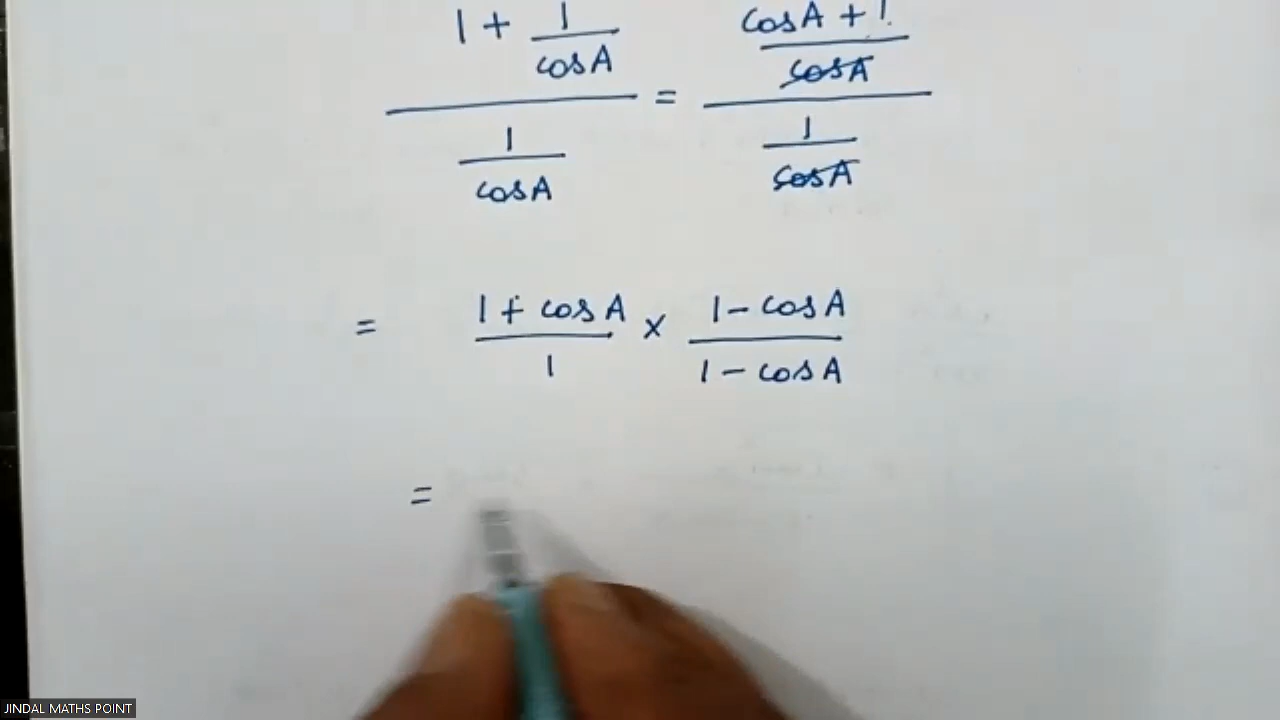 1 + 1/cosA / 1/cosA = cosA + 1/cosA / 1/cosA
= 1 + cosA/1 × 1 - cosA/1 - cosA
=
JINDAL MATHS POINT